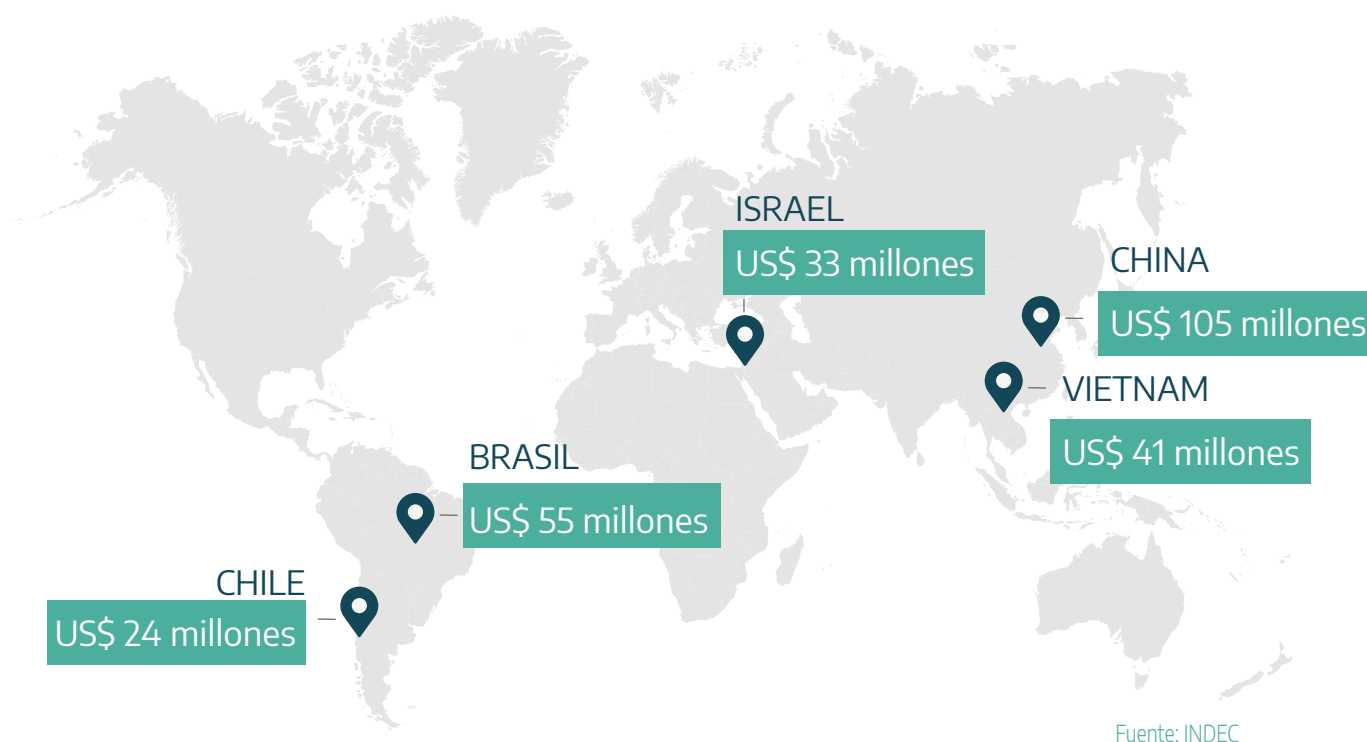 ISRAEL
US$ 33 millones
CHINA
US$ 105 millones
VIETNAM
US$ 41 millones
BRASIL
US$ 55 millones
CHILE
US$ 24 millones
Fuente: INDEC